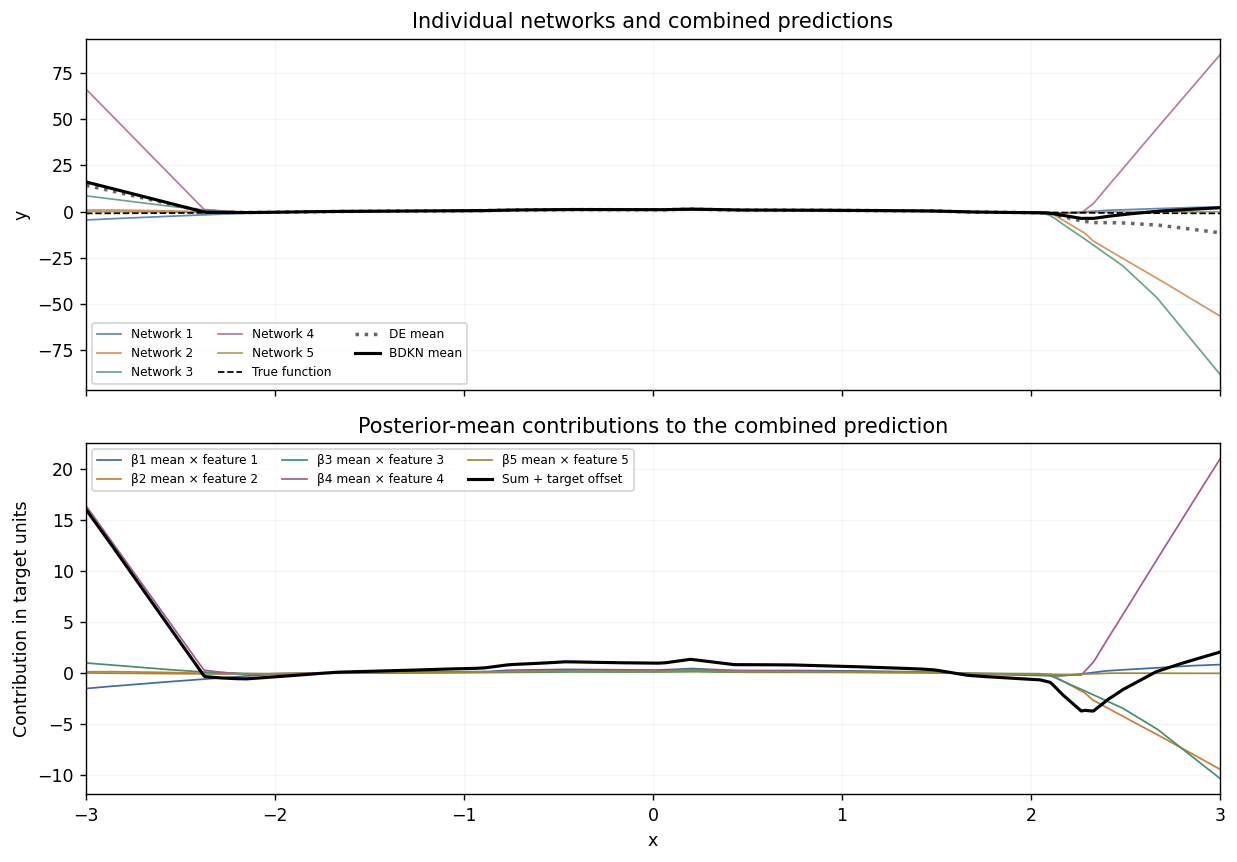 Individual networks and combined predictions
75
50
25
0
−25
−50
−75
y
Network 1
Network 2
Network 3
Network 4
Network 5
True function
DE mean
BDKN mean
Posterior-mean contributions to the combined prediction
20
15
10
5
0
−5
−10
Contribution in target units
β1 mean × feature 1
β2 mean × feature 2
β3 mean × feature 3
β4 mean × feature 4
β5 mean × feature 5
Sum + target offset
−3
−2
−1
0
1
2
3
x